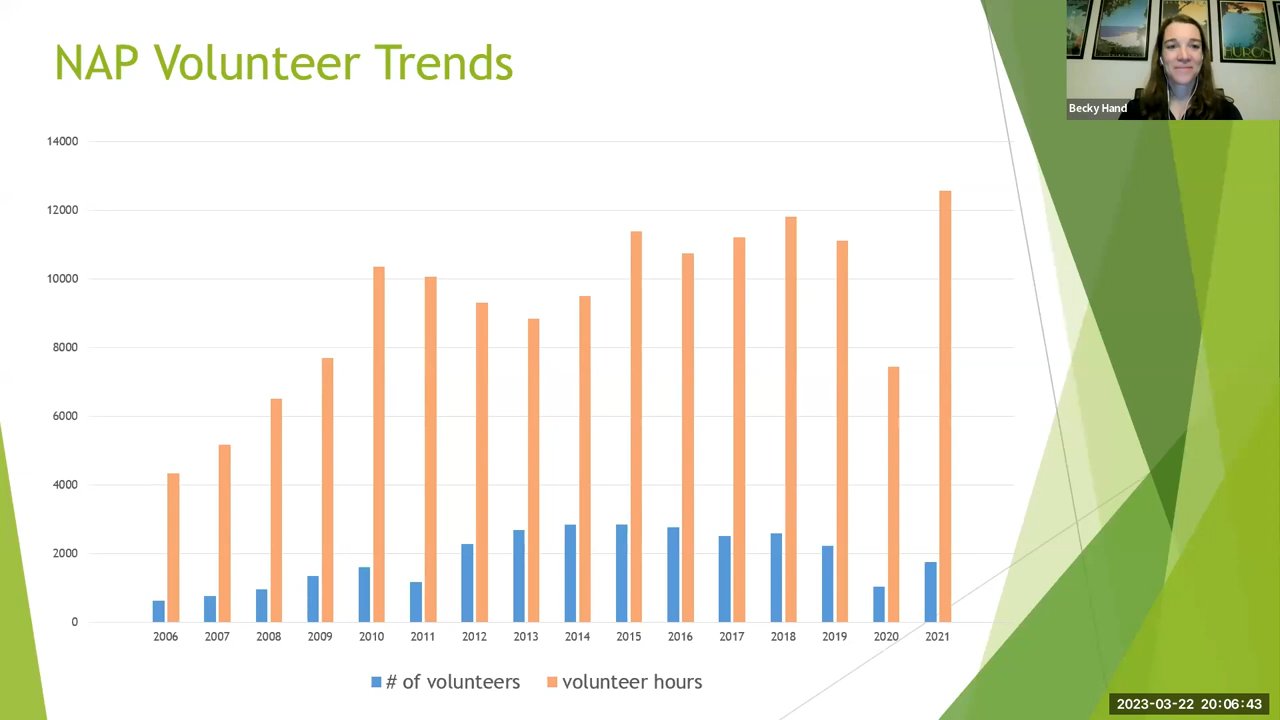 NAP Volunteer Trends
Becky Hand
HURON
14000
12000
10000
8000
6000
4000
2000
0
2006 2007 2008 2009 2010 2011 2012 2013 2014 2015 2016 2017 2018 2019 2020 2021
# of volunteers volunteer hours
2023-03-22 20:06:43